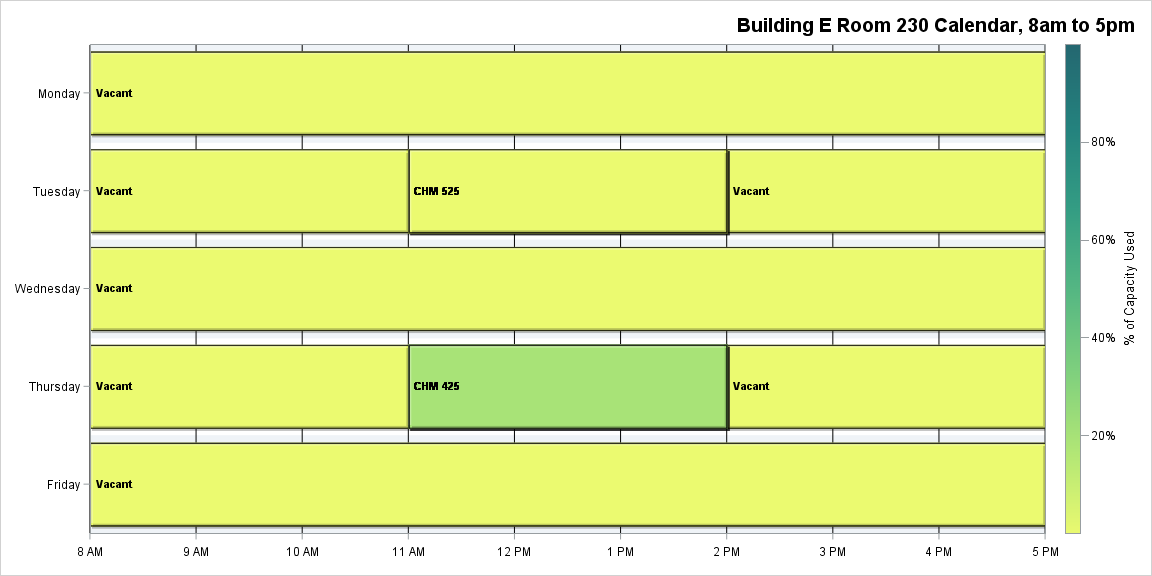 Building E Room 230 Calendar, 8am to 5pm
Monday
Vacant
Tuesday
Vacant
CHM 525
Vacant
Wednesday
Vacant
Thursday
Vacant
CHM 425
Vacant
Friday
Vacant
8 AM
9 AM
10 AM
11 AM
12 PM
1 PM
2 PM
3 PM
4 PM
5 PM
80%
60%
40%
20%
% of Capacity Used